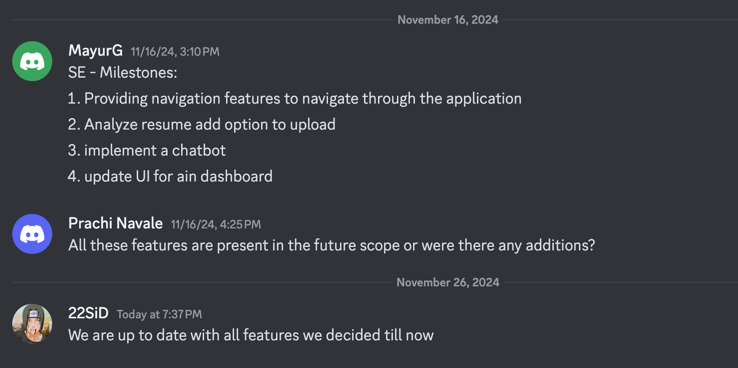 November 16, 2024
MayurG 11/16/24, 3:10 PM
SE - Milestones:
1. Providing navigation features to navigate through the application
2. Analyze resume add option to upload
3. implement a chatbot
4. update UI for ain dashboard
Prachi Navale 11/16/24, 4:25 PM
All these features are present in the future scope or were there any additions?
November 26, 2024
22SiD Today at 7:37 PM
We are up to date with all features we decided till now